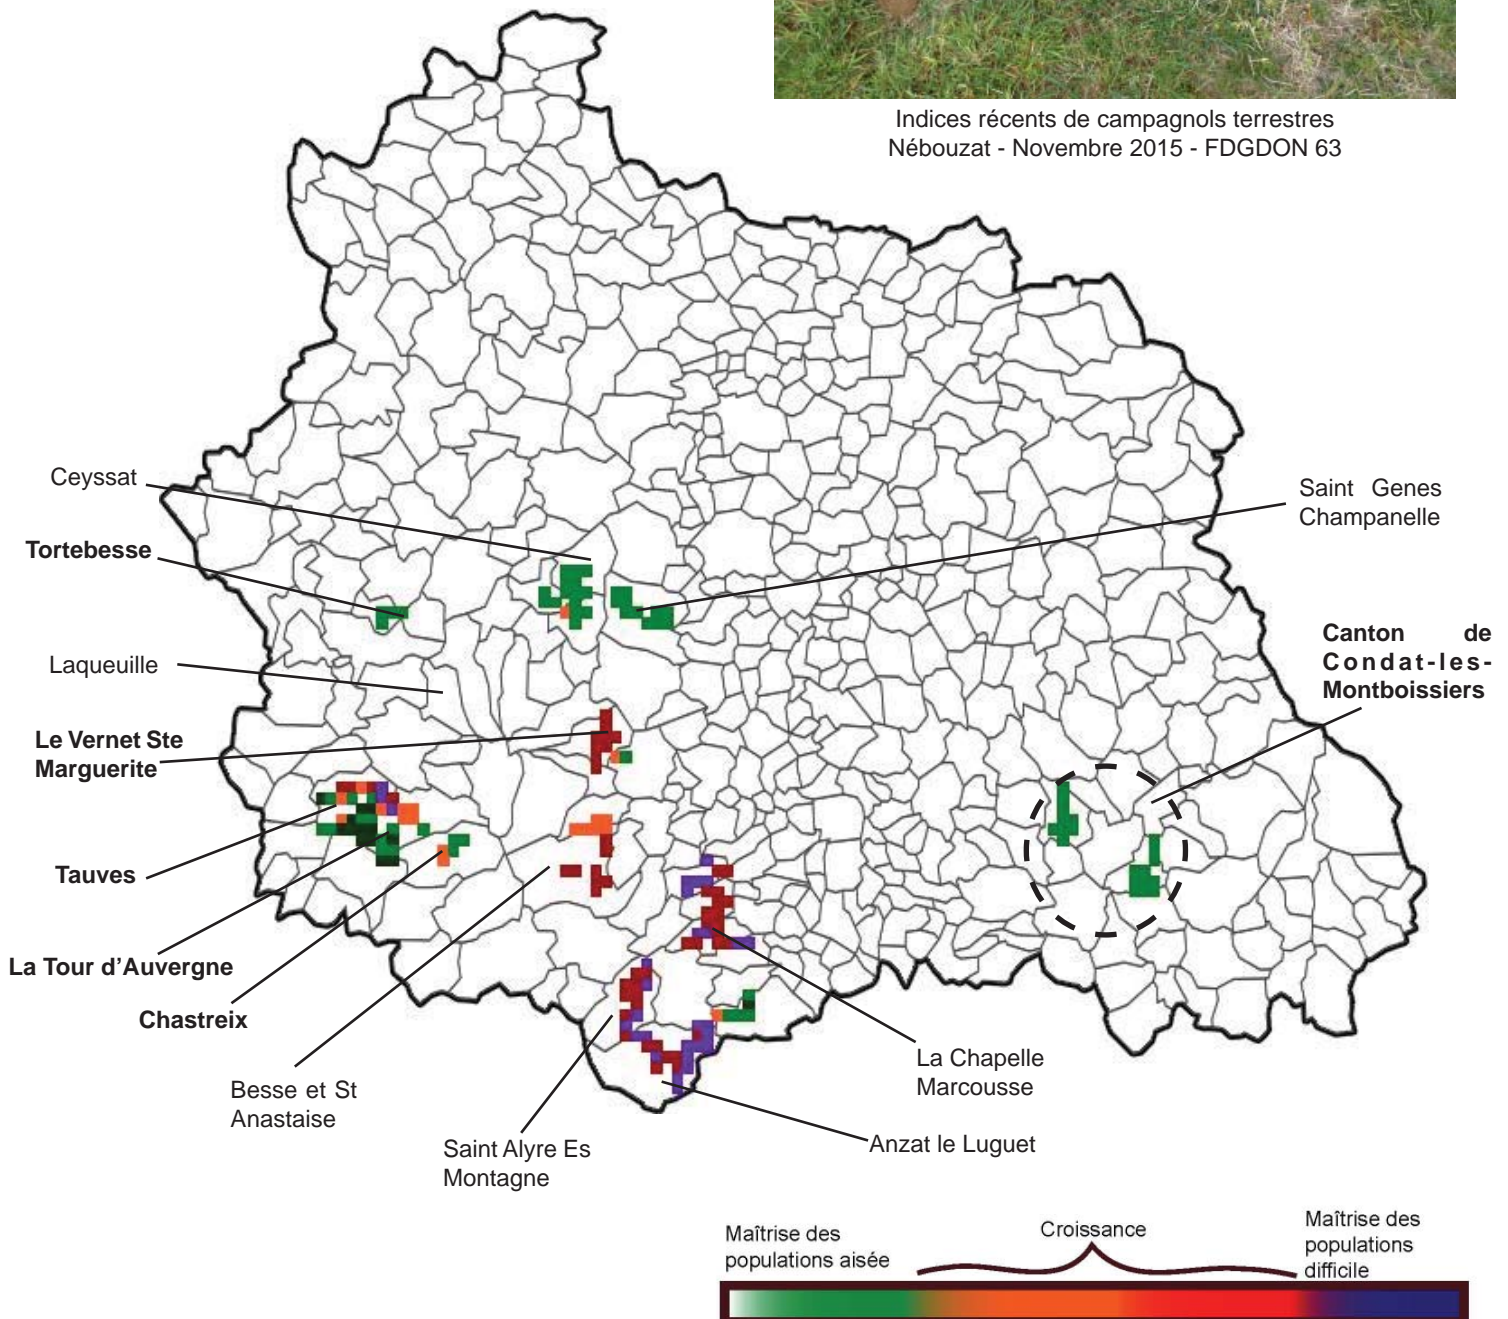 Indices récents de campagnols terrestres
Nébouzat - Novembre 2015 - FDGDON 63
Ceyssat
Tortebesse
Laqueuille
Le Vernet Ste
Marguerite
Tauves
La Tour d'Auvergne
Chastreix
Besse et St
Anastaise
Saint Alyre Es
Montagne
Anzat le Luguet
La Chapelle
Marcousse
Saint Genes
Champanelle
Canton de
Condat-les-
Montboissiers
Maîtrise des
populations aisée
Croissance
Maîtrise des
populations
difficile